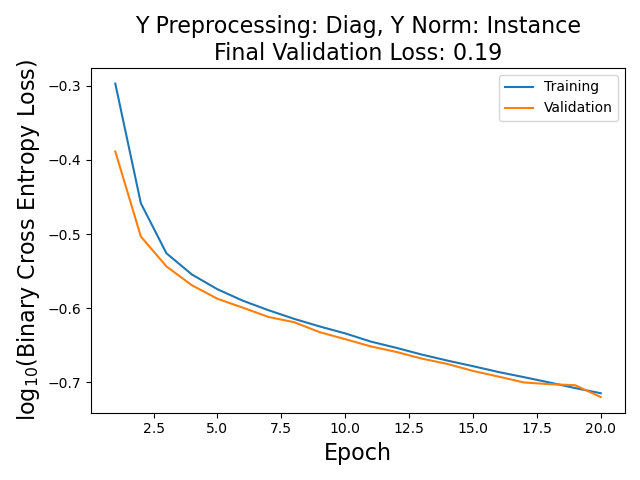 Y Preprocessing: Diag, Y Norm: Instance
Final Validation Loss: 0.19
Training
Validation
−0.3
−0.4
−0.5
−0.6
−0.7
log₁₀(Binary Cross Entropy Loss)
2.5 5.0 7.5 10.0 12.5 15.0 17.5 20.0
Epoch